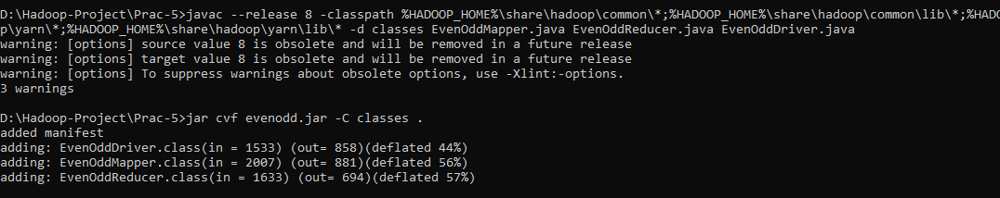 D:\Hadoop-Project\Prac-5>javac --release 8 -classpath %HADOOP_HOME%\share\hadoop\common\*;%HADOOP_HOME%\share\hadoop\common\lib\*;%HADO
p\yarn\*;%HADOOP_HOME%\share\hadoop\yarn\lib\* -d classes EvenOddMapper.java EvenOddReducer.java EvenOddDriver.java
warning: [options] source value 8 is obsolete and will be removed in a future release
warning: [options] target value 8 is obsolete and will be removed in a future release
warning: [options] To suppress warnings about obsolete options, use -Xlint:-options.
3 warnings
D:\Hadoop-Project\Prac-5>jar cvf evenodd.jar -C classes .
added manifest
adding: EvenOddDriver.class(in = 1533) (out= 858)(deflated 44%)
adding: EvenOddMapper.class(in = 2007) (out= 881)(deflated 56%)
adding: EvenOddReducer.class(in = 1633) (out= 694)(deflated 57%)